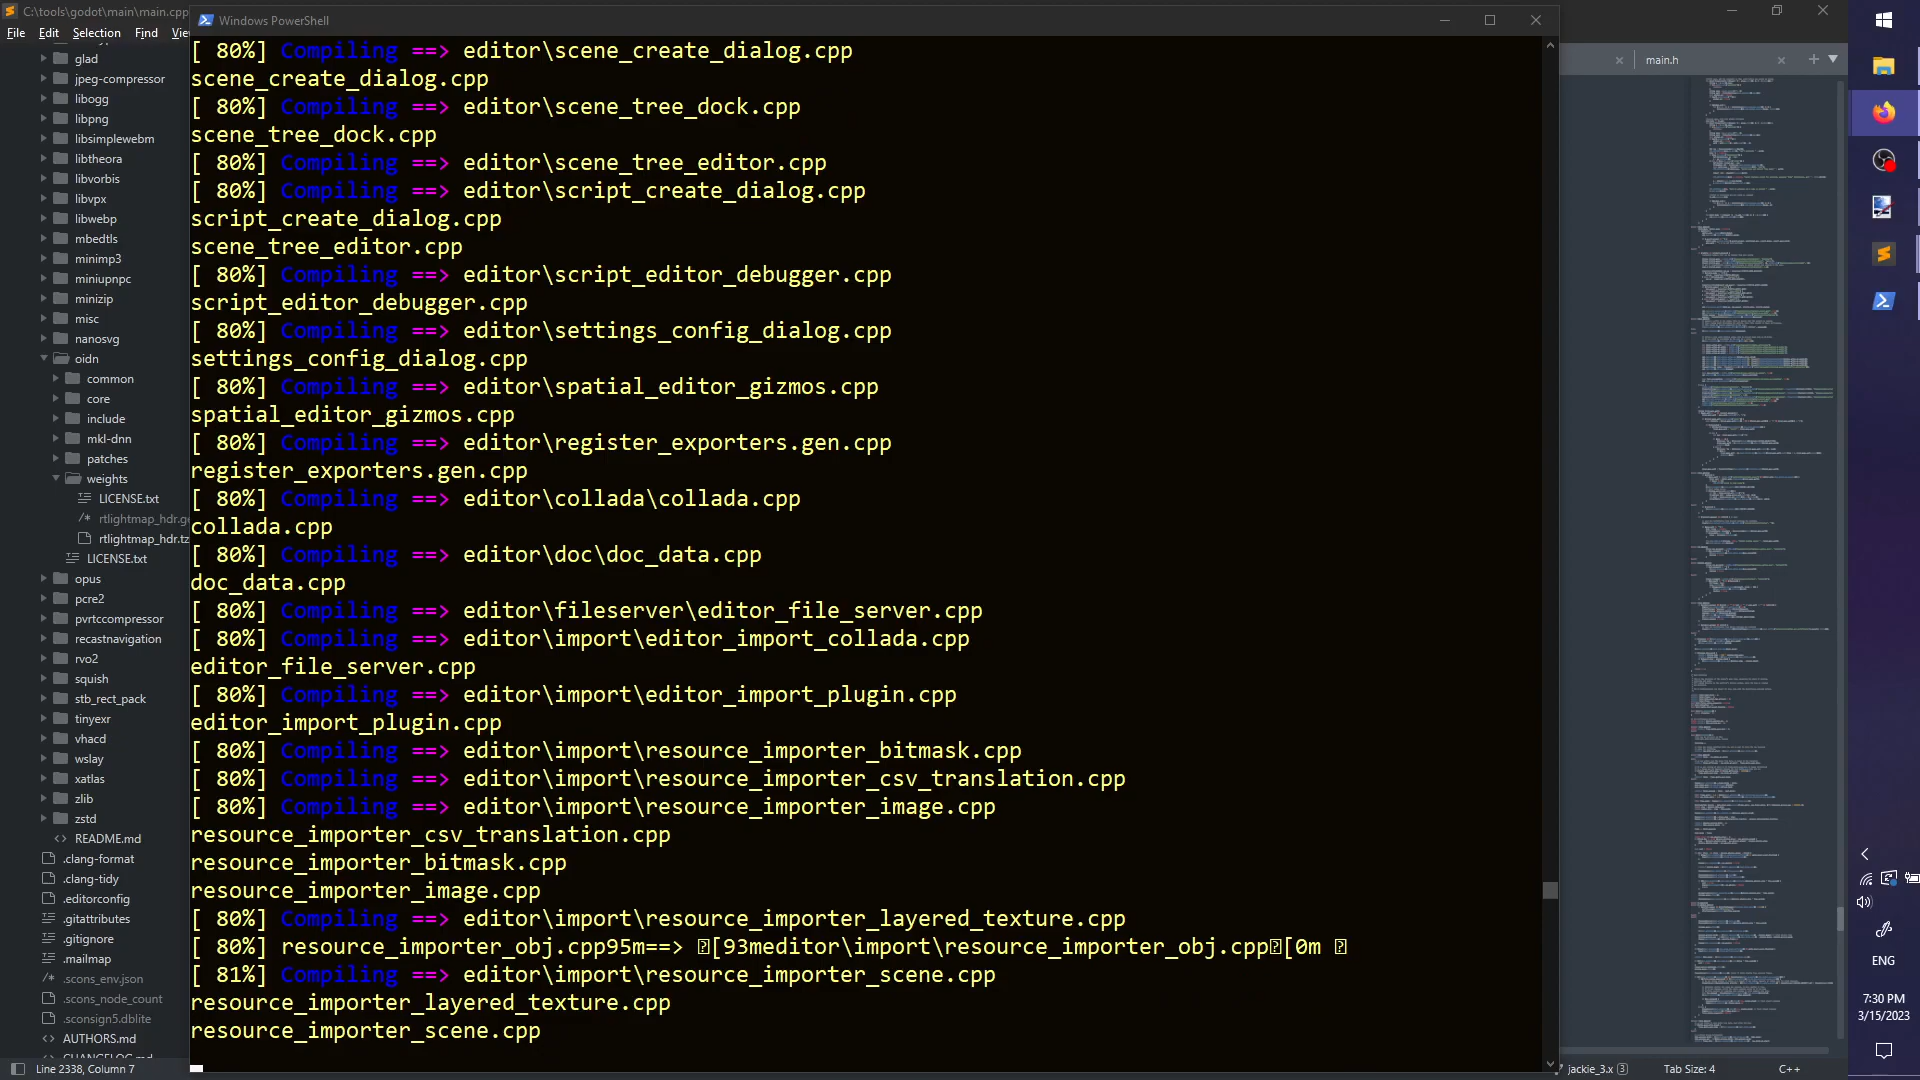 C:\tools\godot\main\main.cpp
File Edit Selection Find
glad
jpeg-compressor
libogg
libpng
libsimplewebm
libtheora
libvorbis
libvpx
libwebp
mbedtls
minimp3
miniupnpc
minizip
misc
nanosvg
oidn
common
core
include
mkl-dnn
patches
weights
LICENSE.txt
rtlightmap_hdr.ge
rtlightmap_hdr.tz
LICENSE.txt
opus
pcre2
pvrtccompressor
recastnavigation
rvo2
squish
stb_rect_pack
tinyexr
vhacd
wslay
xatlas
zlib
zstd
README.md
.clang-format
.clang-tidy
.editorconfig
.gitattributes
.gitignore
.mailmap
.scons_env.json
.scons_node_count
.sconsign5.dblite
AUTHORS.md
CHANGELOG.md
Line 2338, Column 7
Windows PowerShell
[ 80%] Compiling ==> editor\scene_create_dialog.cpp
scene_create_dialog.cpp
[ 80%] Compiling ==> editor\scene_tree_dock.cpp
scene_tree_dock.cpp
[ 80%] Compiling ==> editor\scene_tree_editor.cpp
[ 80%] Compiling ==> editor\script_create_dialog.cpp
script_create_dialog.cpp
scene_tree_editor.cpp
[ 80%] Compiling ==> editor\script_editor_debugger.cpp
script_editor_debugger.cpp
[ 80%] Compiling ==> editor\settings_config_dialog.cpp
settings_config_dialog.cpp
[ 80%] Compiling ==> editor\spatial_editor_gizmos.cpp
spatial_editor_gizmos.cpp
[ 80%] Compiling ==> editor\register_exporters.gen.cpp
register_exporters.gen.cpp
[ 80%] Compiling ==> editor\collada\collada.cpp
collada.cpp
[ 80%] Compiling ==> editor\doc\doc_data.cpp
doc_data.cpp
[ 80%] Compiling ==> editor\fileserver\editor_file_server.cpp
[ 80%] Compiling ==> editor\import\editor_import_collada.cpp
editor_file_server.cpp
[ 80%] Compiling ==> editor\import\editor_import_plugin.cpp
editor_import_plugin.cpp
[ 80%] Compiling ==> editor\import\resource_importer_bitmask.cpp
[ 80%] Compiling ==> editor\import\resource_importer_csv_translation.cpp
[ 80%] Compiling ==> editor\import\resource_importer_image.cpp
resource_importer_csv_translation.cpp
resource_importer_bitmask.cpp
resource_importer_image.cpp
[ 80%] Compiling ==> editor\import\resource_importer_layered_texture.cpp
[ 80%] resource_importer_obj.cpp95m==> [93meditor\import\resource_importer_obj.cpp[0m
[ 81%] Compiling ==> editor\import\resource_importer_scene.cpp
resource_importer_layered_texture.cpp
resource_importer_scene.cpp
main.h
jackie_3.x 3
Tab Size: 4
C++
ENG
7:30 PM
3/15/2023